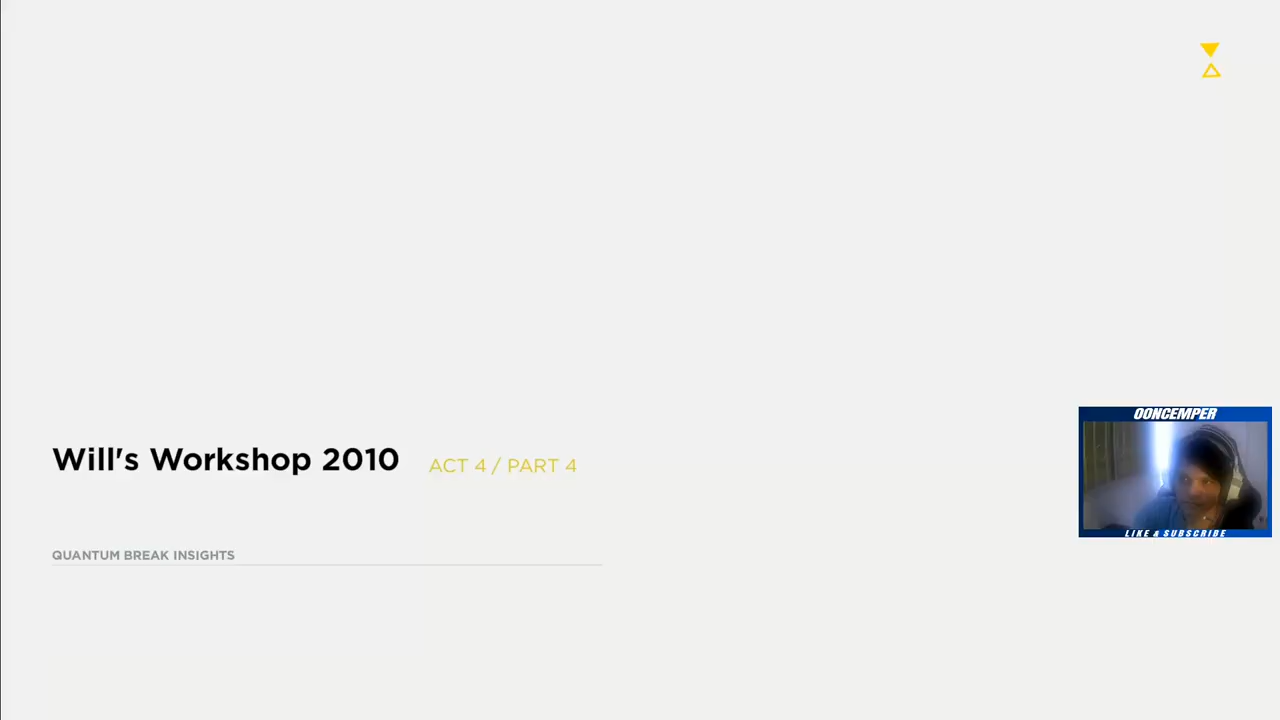 Will's Workshop 2010 ACT 4 / PART 4
OONCEMPER
LIKE & SUBSCRIBE
QUANTUM BREAK INSIGHTS